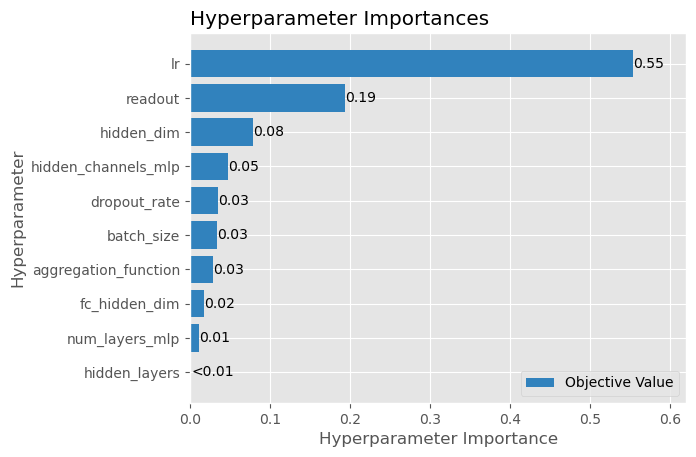 Hyperparameter Importances
Hyperparameter
lr
0.55
readout
0.19
hidden_dim
0.08
hidden_channels_mlp
0.05
dropout_rate
0.03
batch_size
0.03
aggregation_function
0.03
fc_hidden_dim
0.02
num_layers_mlp
0.01
hidden_layers
<0.01
Objective Value
0.0 0.1 0.2 0.3 0.4 0.5 0.6
Hyperparameter Importance